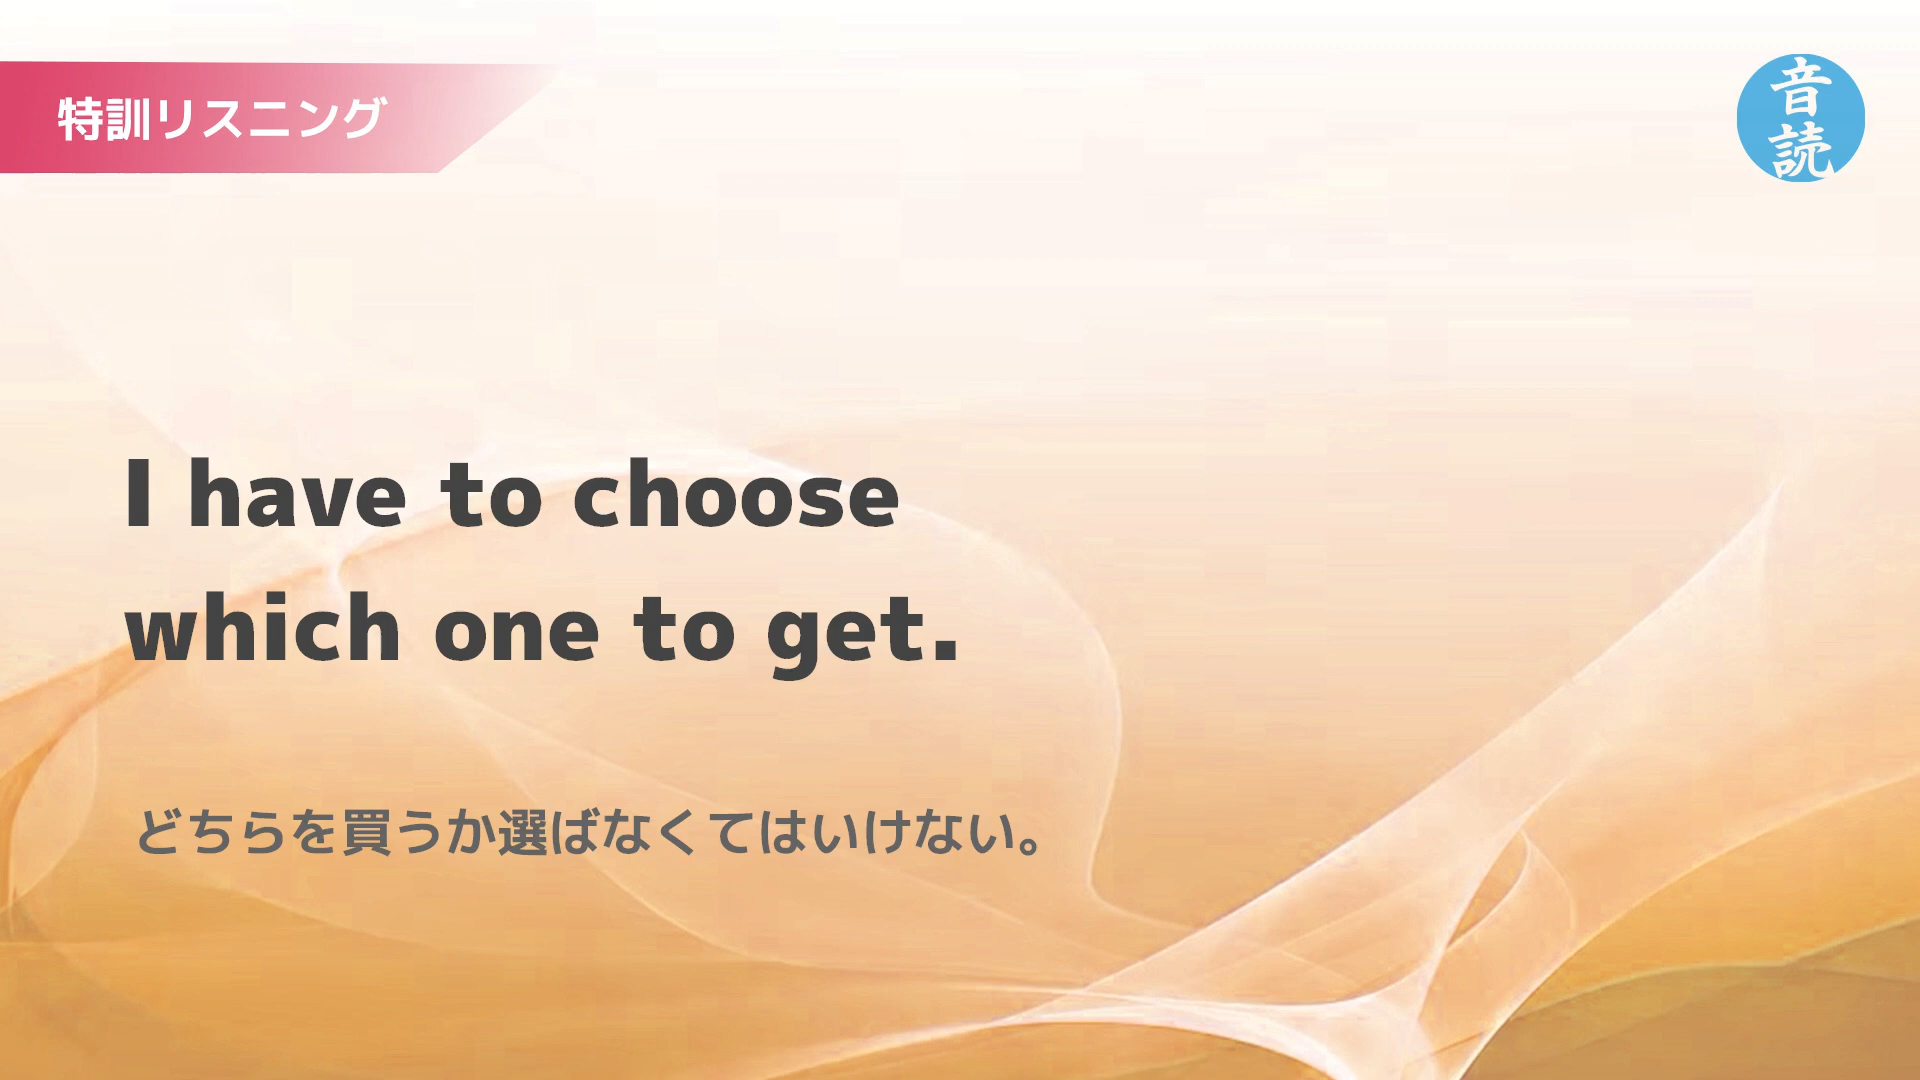 特訓リスニング
音読
I have to choose
which one to get.
どちらを買うか選ばなくてはいけない。